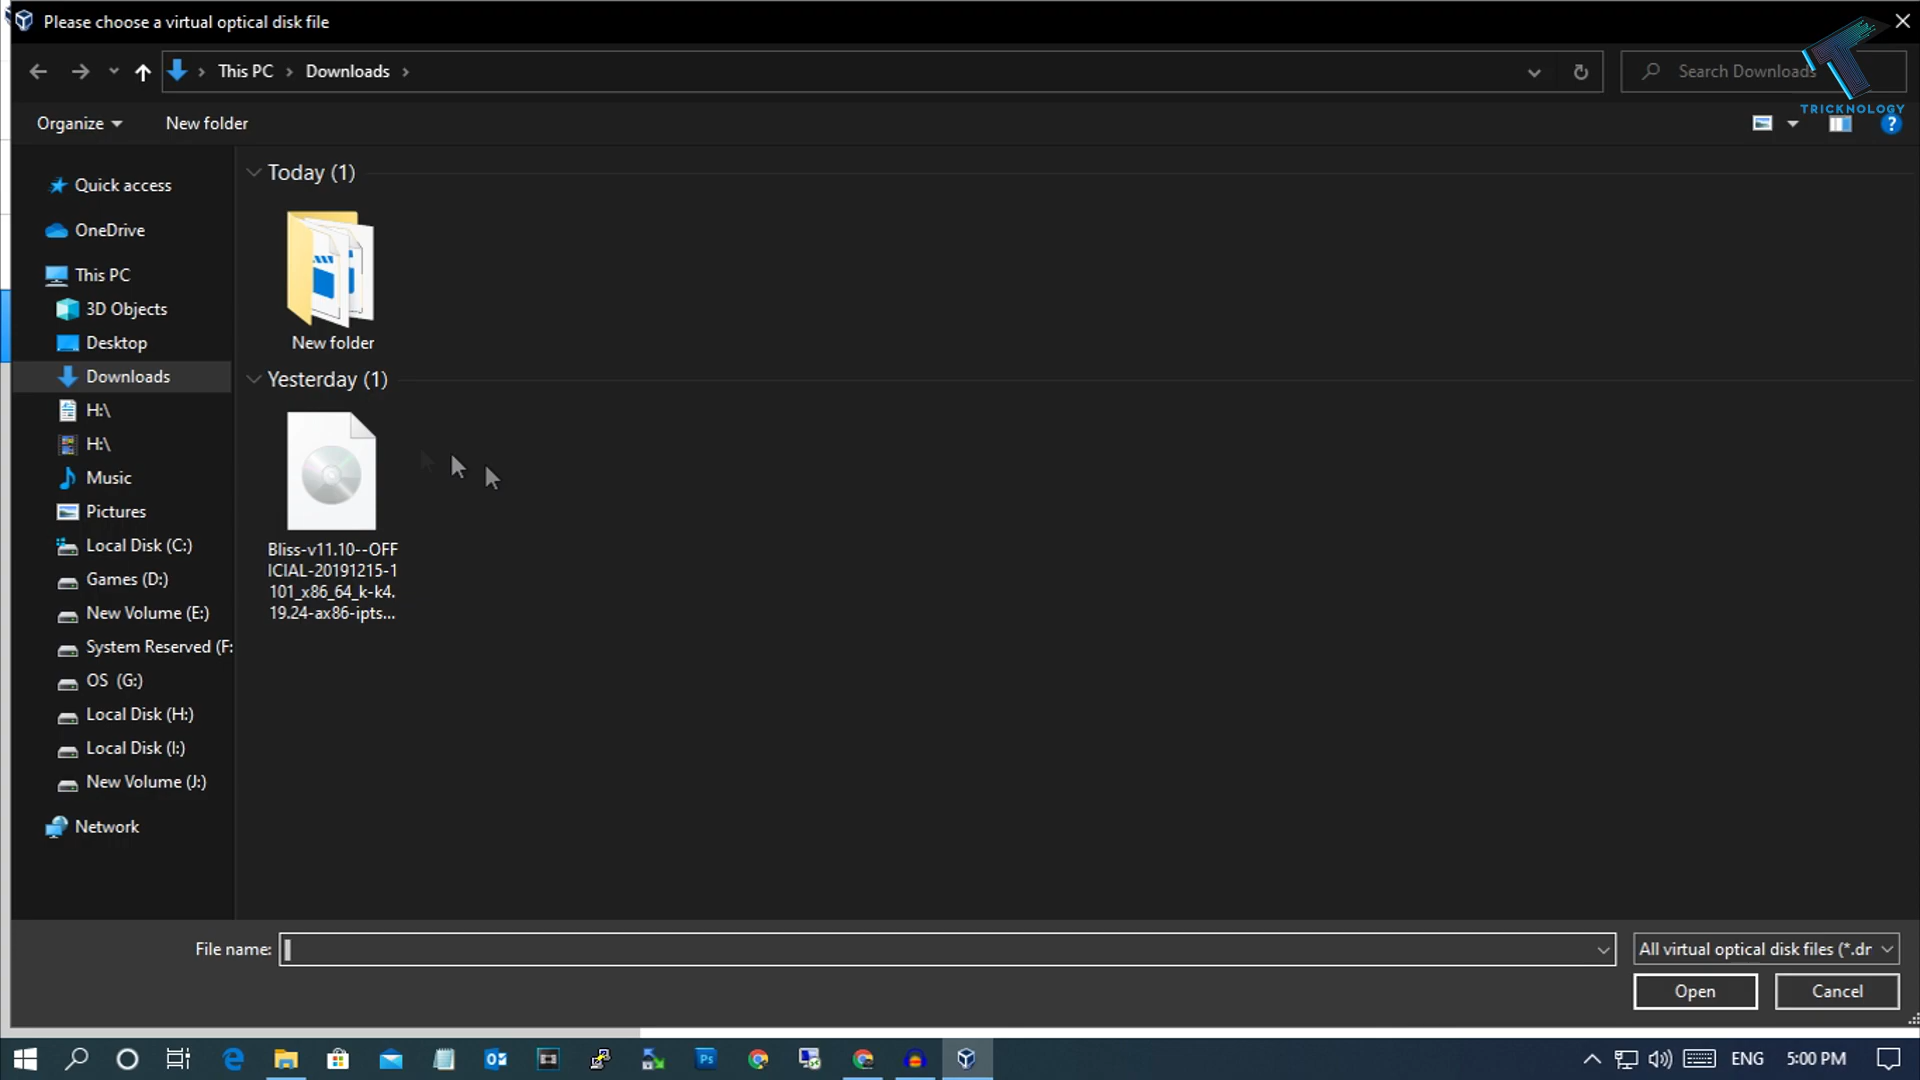 Please choose a virtual optical disk file
This PC
Downloads
Search Downloads
TRICKNOLOGY
Organize
New folder
Quick access
OneDrive
This PC
3D Objects
Desktop
Downloads
H:\
H:\
Music
Pictures
Local Disk (C:)
Games (D:)
New Volume (E:)
System Reserved (F:
OS (G:)
Local Disk (H:)
Local Disk (I:)
New Volume (J:)
Network
Today (1)
New folder
Yesterday (1)
Bliss-v11.10--OFF
ICIAL-20191215-1
101_x86_64_k-k4.
19.24-ax86-ipts...
File name:
All virtual optical disk files (*.dr
Open
Cancel
Ps
ENG
5:00 PM